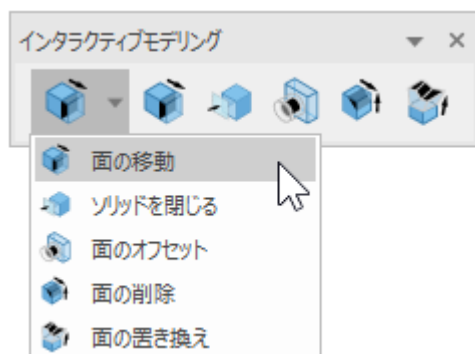 インタラクティブモデリング
面の移動
ソリッドを閉じる
面のオフセット
面の削除
面の置き換え